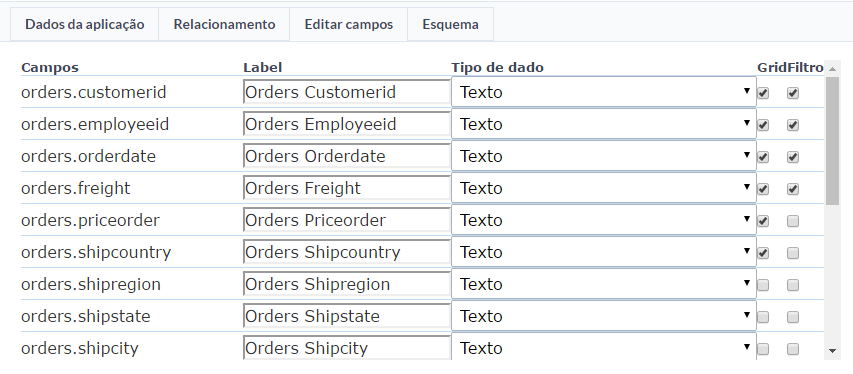 Dados da aplicação Relacionamento Editar campos Esquema
Campos Label Tipo de dado Grid Filtro
orders.customerid Orders Customerid Texto
orders.employeeid Orders Employeeid Texto
orders.orderdate Orders Orderdate Texto
orders.freight Orders Freight Texto
orders.priceorder Orders Priceorder Texto
orders.shipcountry Orders Shipcountry Texto
orders.shipregion Orders Shipregion Texto
orders.shipstate Orders Shipstate Texto
orders.shipcity Orders Shipcity Texto